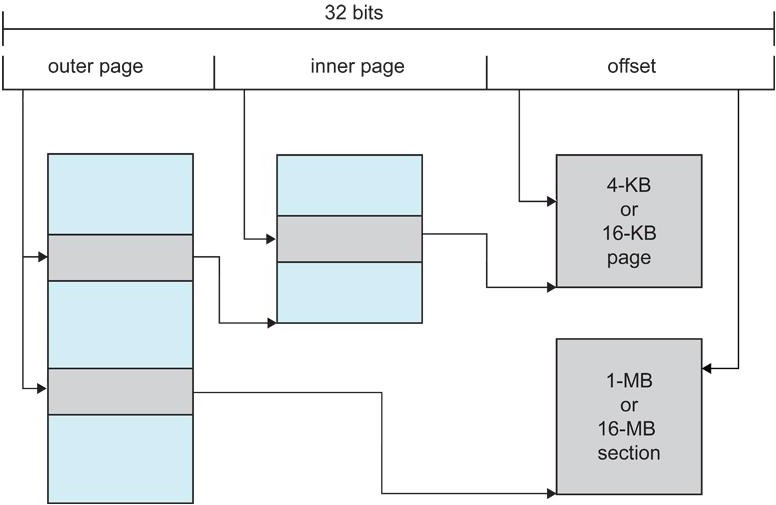 32 bits
outer page
inner page
offset
4-KB
or
16-KB
page
1-MB
or
16-MB
section